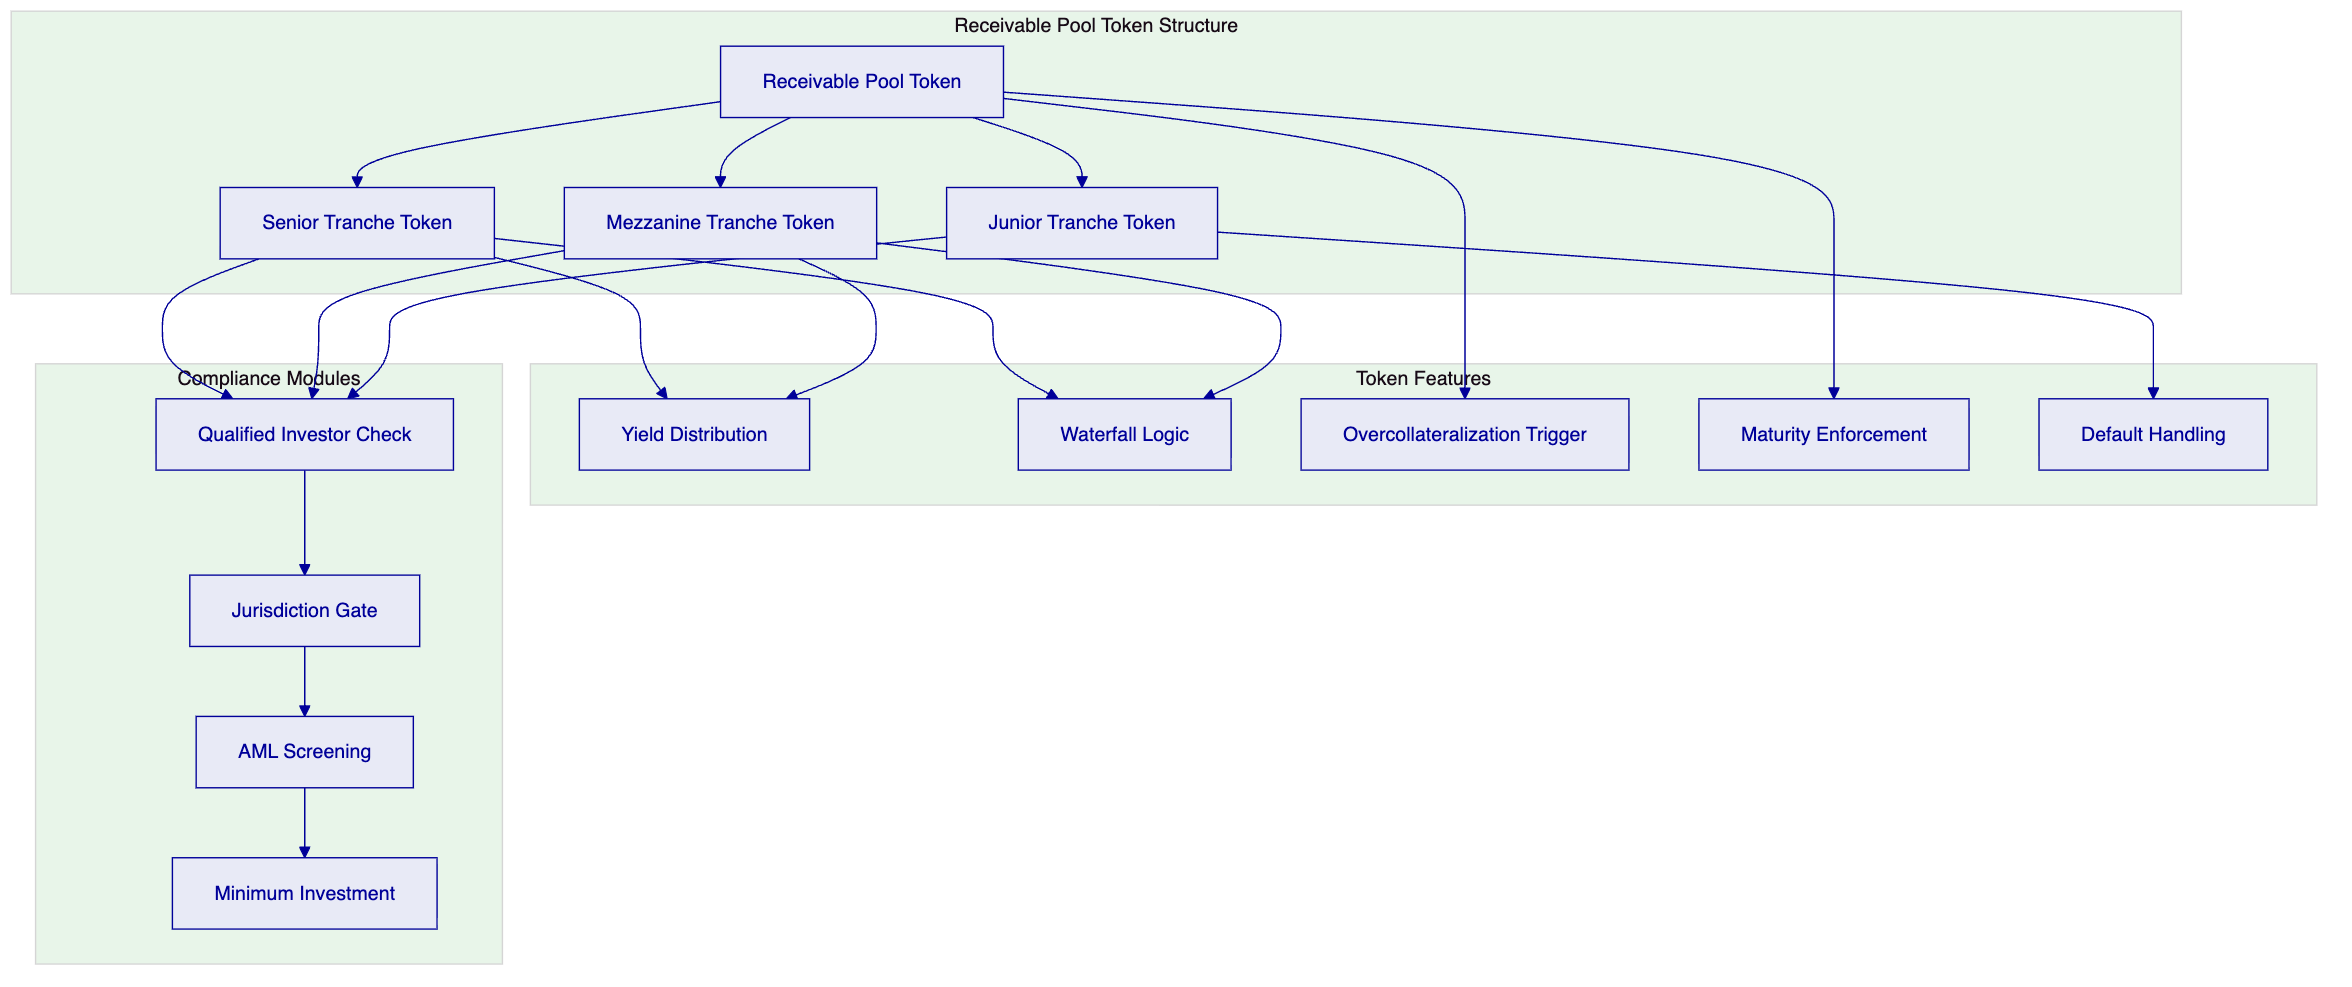 Receivable Pool Token Structure
Receivable Pool Token
Senior Tranche Token
Mezzanine Tranche Token
Junior Tranche Token
Compliance Modules
Qualified Investor Check
Jurisdiction Gate
AML Screening
Minimum Investment
Token Features
Yield Distribution
Waterfall Logic
Overcollateralization Trigger
Maturity Enforcement
Default Handling